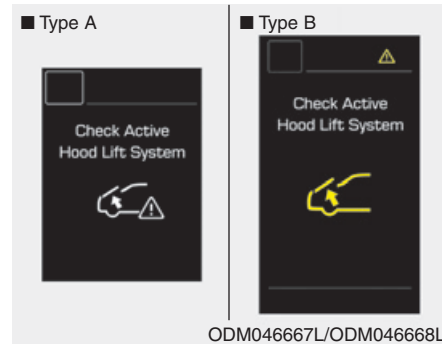 ■ Type A
Check Active
Hood Lift System
■ Type B
Check Active
Hood Lift System
ODM046667L/ODM046668L